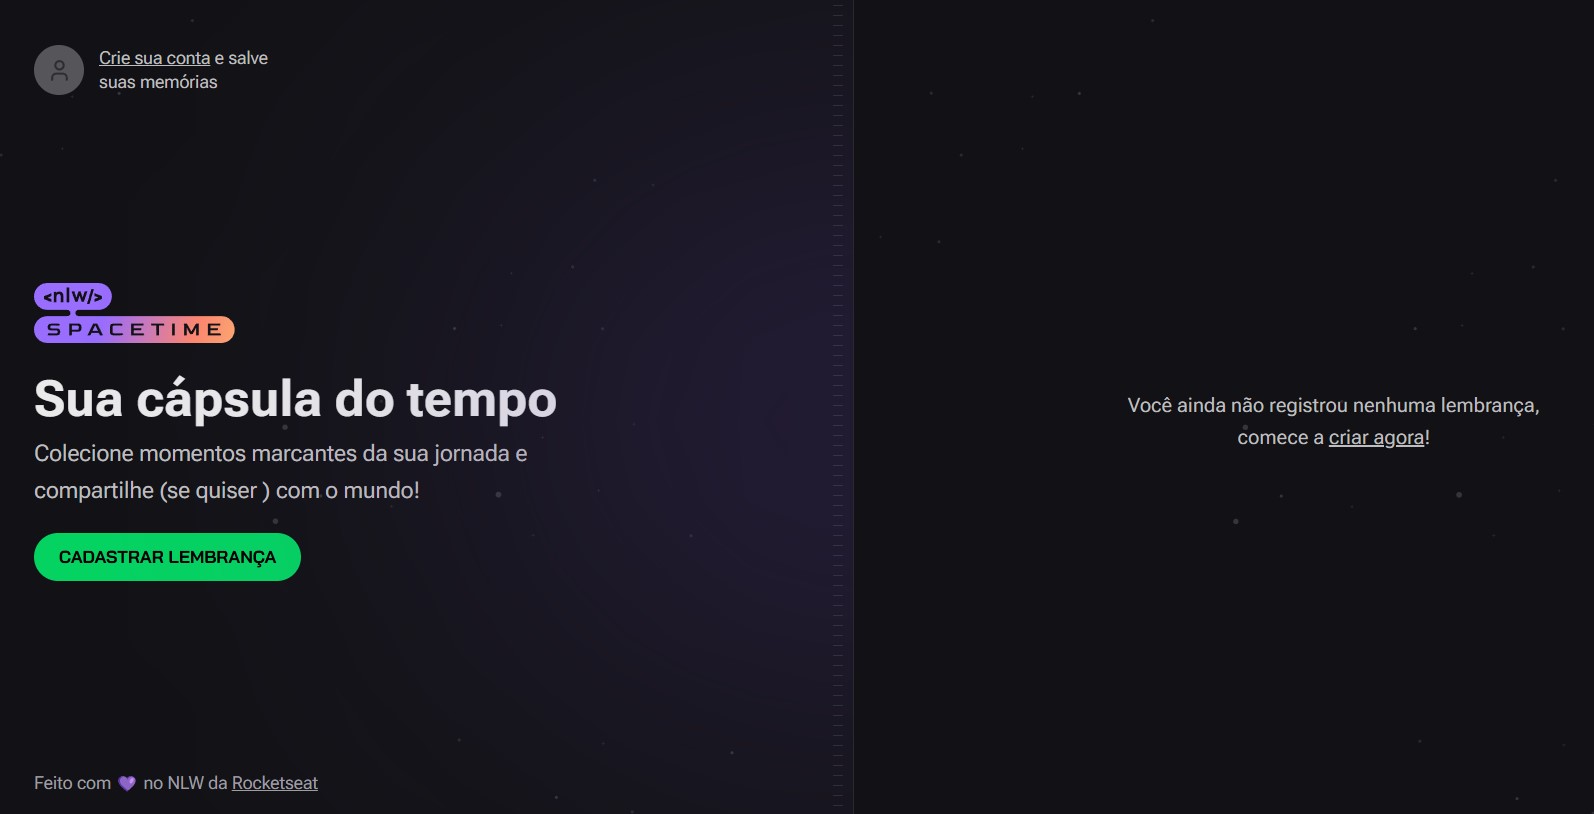 Crie sua conta e salve
suas memórias
<nlw/>
SPACETIME
Sua cápsula do tempo
Colecione momentos marcantes da sua jornada e
compartilhe (se quiser ) com o mundo!
CADASTRAR LEMBRANÇA
Feito com 💜 no NLW da Rocketseat
Você ainda não registrou nenhuma lembrança,
comece a criar agora!